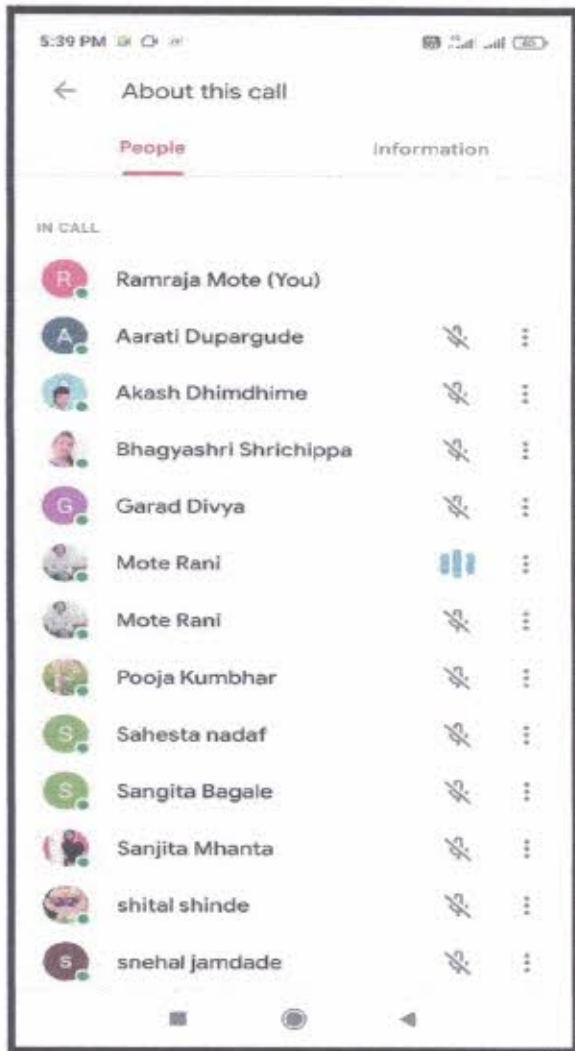 5:39 PM
About this call
People Information
IN CALL
R Ramraja Mote (You)
A Aarati Dupargude
Akash Dhimdhime
Bhagyashri Shrichippa
G Garad Divya
Mote Rani
Mote Rani
Pooja Kumbhar
S Sahesta nadaf
S Sangita Bagale
Sanjita Mhanta
shital shinde
s snehal jamdade